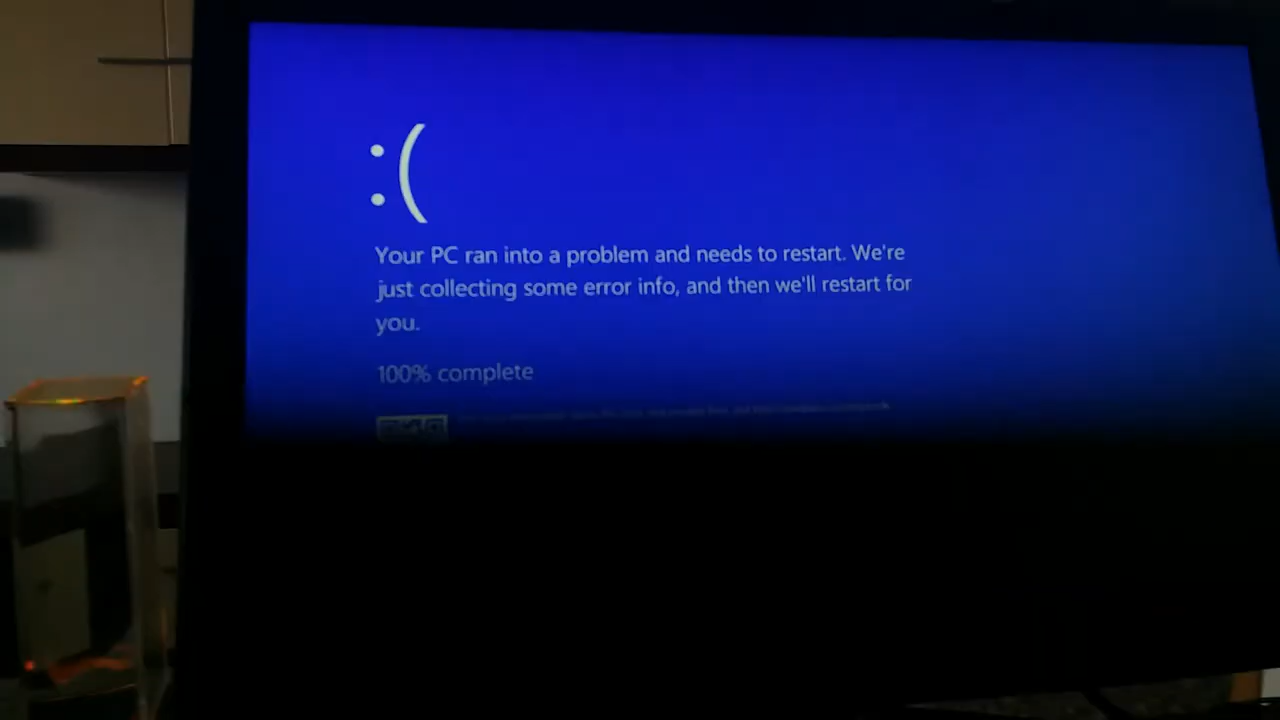 :(
Your PC ran into a problem and needs to restart. We're
just collecting some error info, and then we'll restart for
you.
100% complete